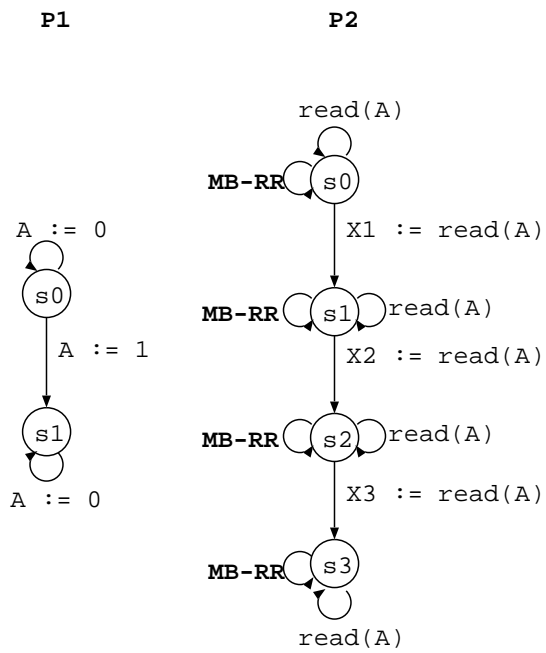 P1
A := 0
s0
A := 1
s1
A := 0
P2
read(A)
MB-RR s0
X1 := read(A)
MB-RR s1 read(A)
X2 := read(A)
MB-RR s2 read(A)
X3 := read(A)
MB-RR s3
read(A)